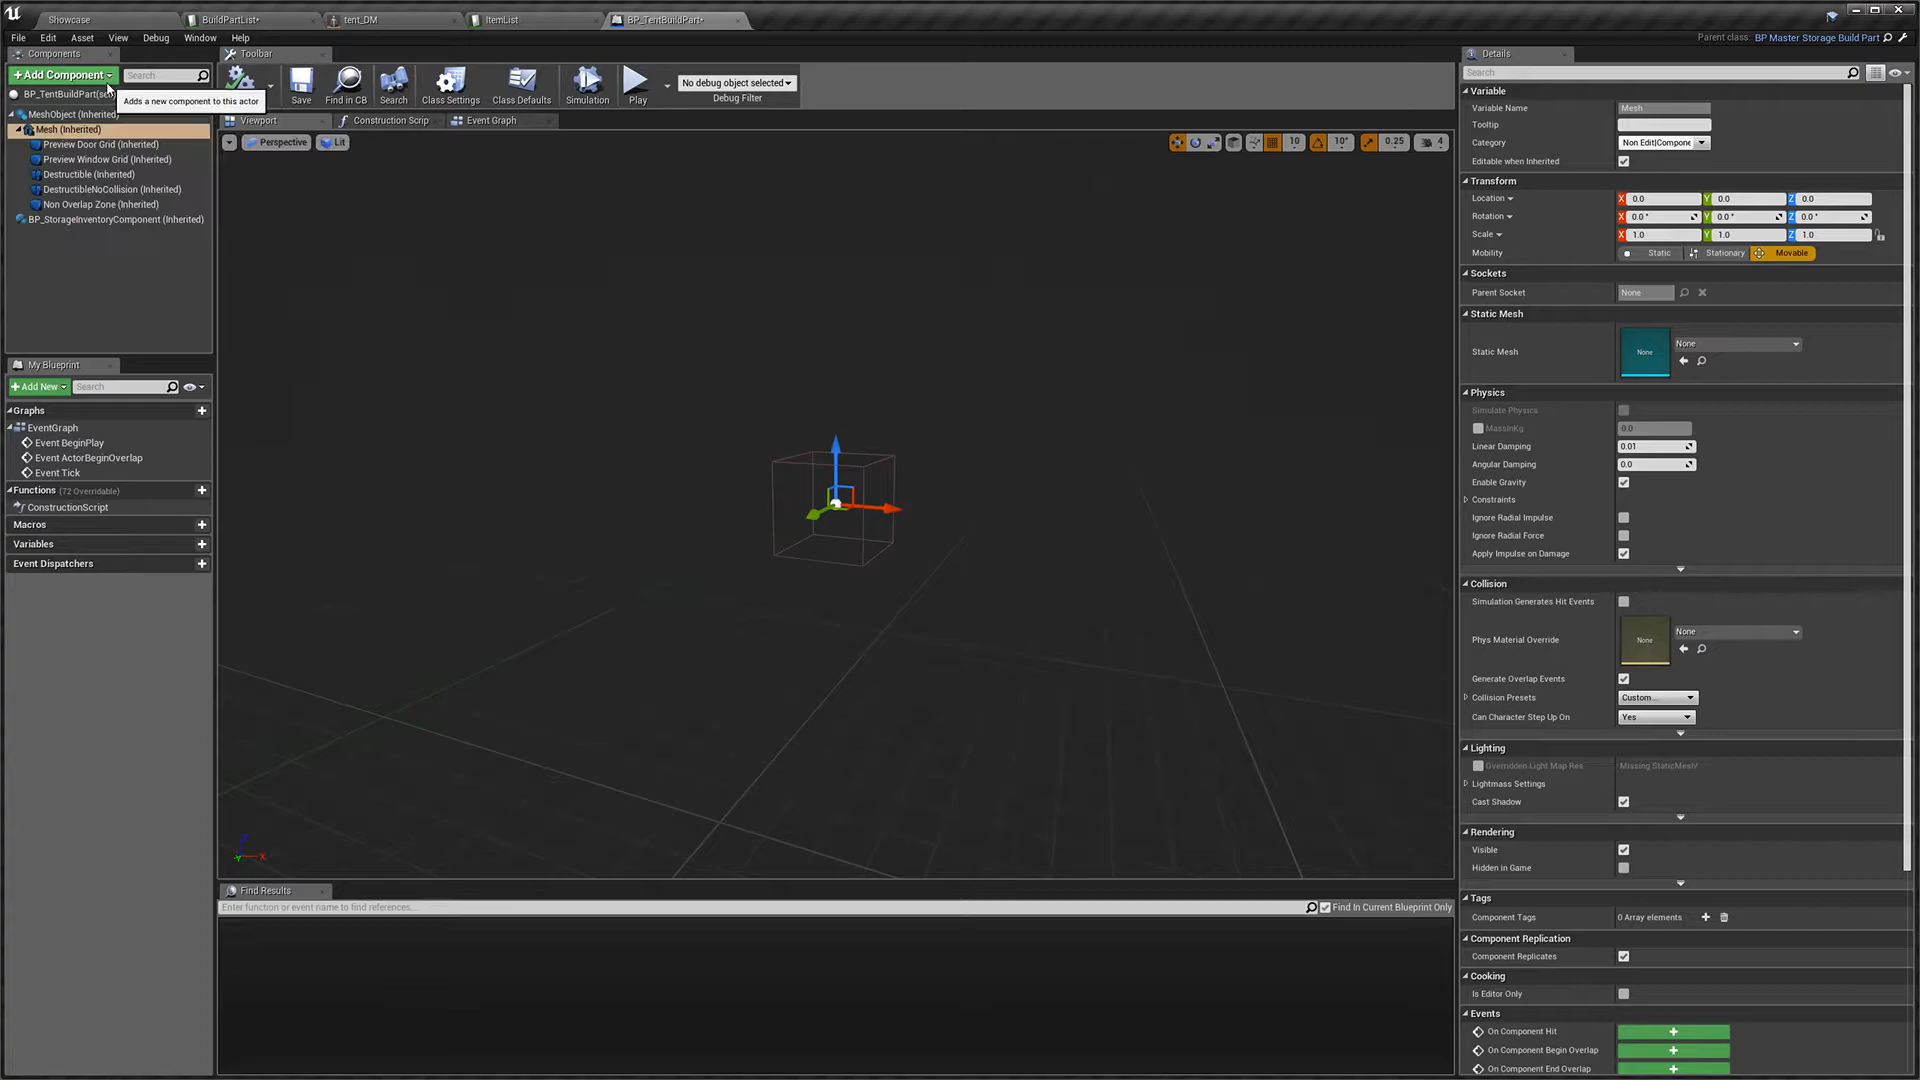 Showcase
BuildPartList*
tent_DM
ItemList
BP_TentBuildPart*
File Edit Asset View Debug Window Help
Parent class: BP Master Storage Build Part
Components
Toolbar
Details
+ Add Component
Search
BP_TentBuildPart(se
Adds a new component to this actor
MeshObject (Inherited)
Mesh (Inherited)
Preview Door Grid (Inherited)
Preview Window Grid (Inherited)
Destructible (Inherited)
DestructibleNoCollision (Inherited)
Non Overlap Zone (Inherited)
BP_StorageInventoryComponent (Inherited)
Save
Find in CB
Search
Class Settings
Class Defaults
Simulation
Play
No debug object selected
Debug Filter
Viewport
Construction Scrip
Event Graph
Perspective
Lit
10
10°
0.25
4
My Blueprint
+ Add New
Search
Graphs
EventGraph
Event BeginPlay
Event ActorBeginOverlap
Event Tick
Functions (72 Overridable)
ConstructionScript
Macros
Variables
Event Dispatchers
Z
X
Find Results
Enter function or event name to find references...
Find In Current Blueprint Only
Search
Variable
Variable Name Mesh
Tooltip
Category Non Edit|Compone
Editable when Inherited
Transform
Location X 0.0 Y 0.0 Z 0.0
Rotation X 0.0 ° Y 0.0 ° Z 0.0 °
Scale X 1.0 Y 1.0 Z 1.0
Mobility Static Stationary Movable
Sockets
Parent Socket None
Static Mesh
Static Mesh None None
Physics
Simulate Physics
MassInKg 0.0
Linear Damping 0.01
Angular Damping 0.0
Enable Gravity
Constraints
Ignore Radial Impulse
Ignore Radial Force
Apply Impulse on Damage
Collision
Simulation Generates Hit Events
Phys Material Override None None
Generate Overlap Events
Collision Presets Custom...
Can Character Step Up On Yes
Lighting
Overridden Light Map Res Missing StaticMesh!
Lightmass Settings
Cast Shadow
Rendering
Visible
Hidden in Game
Tags
Component Tags 0 Array elements
Component Replication
Component Replicates
Cooking
Is Editor Only
Events
On Component Hit +
On Component Begin Overlap +
On Component End Overlap +